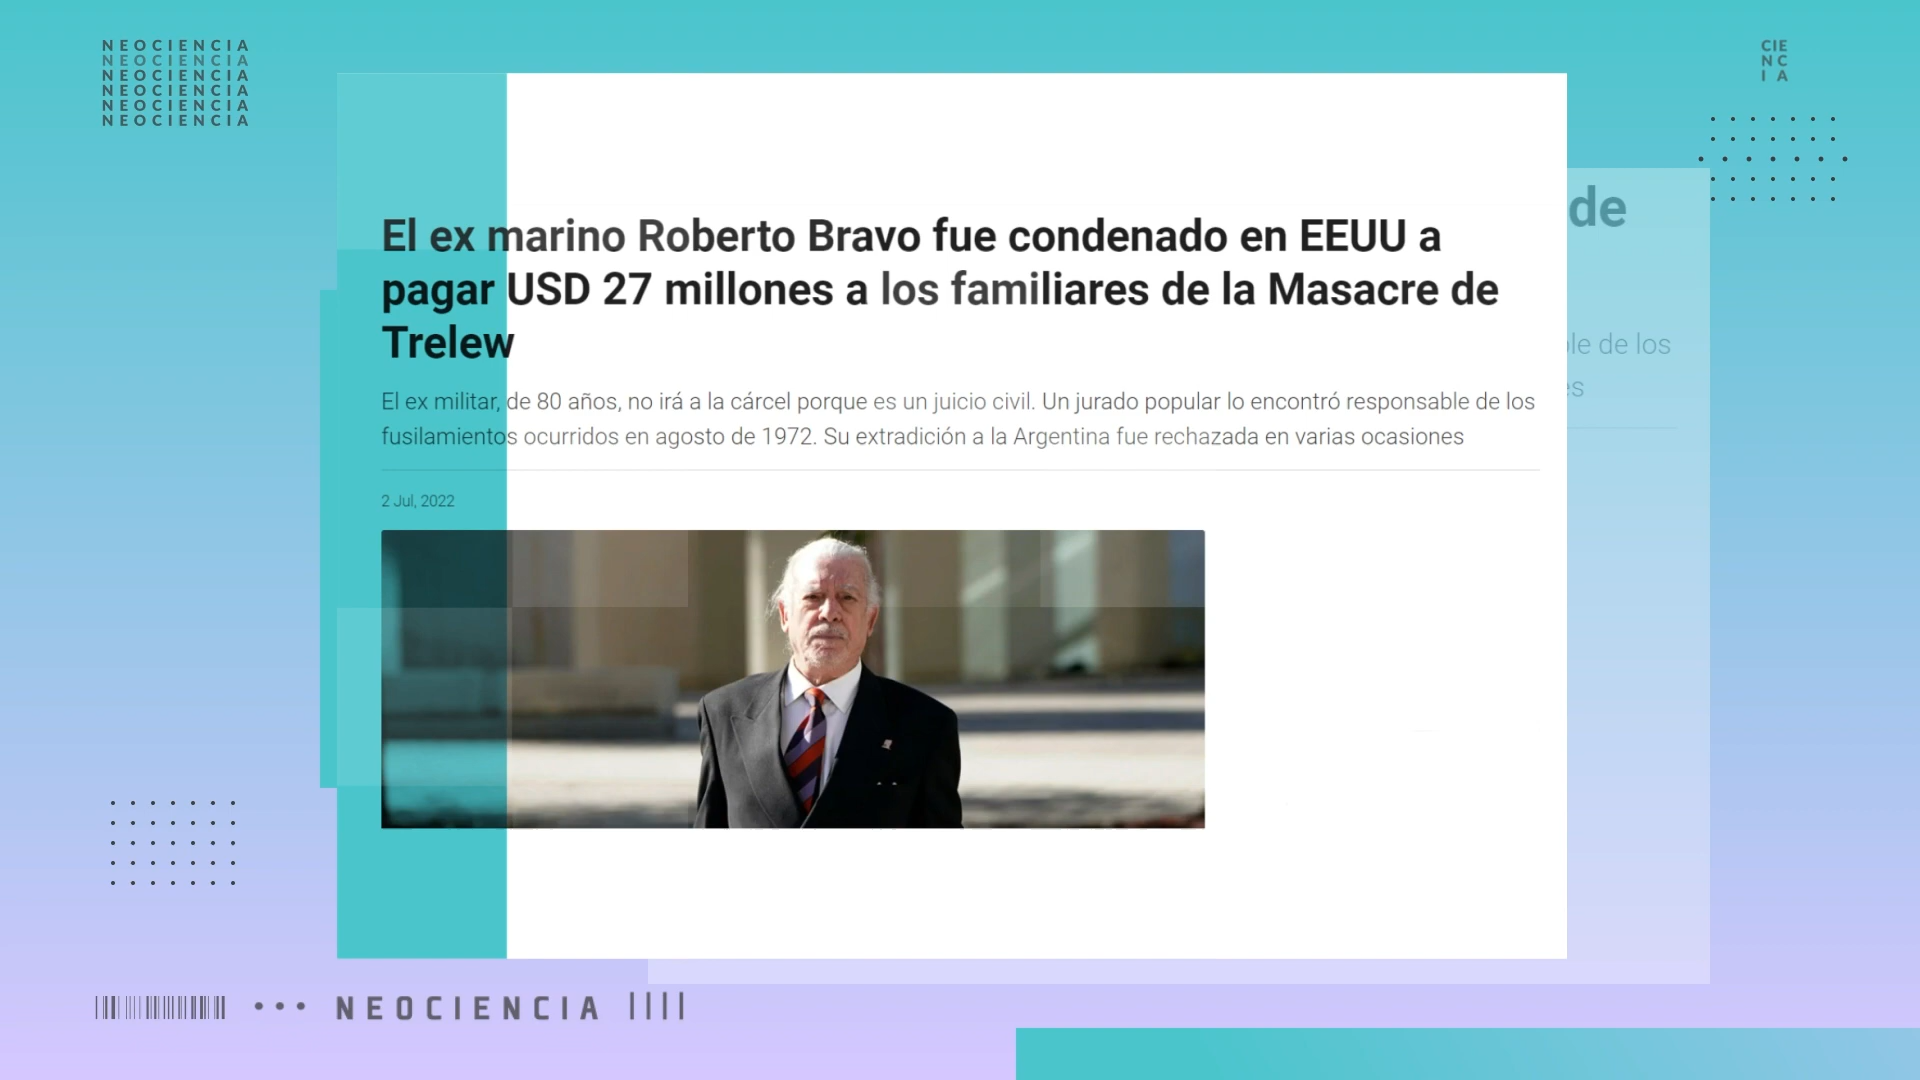 NEOCIENCIA
NEOCIENCIA
NEOCIENCIA
NEOCIENCIA
NEOCIENCIA
NEOCIENCIA
CIE
NC
IA
de
El ex marino Roberto Bravo fue condenado en EEUU a
pagar USD 27 millones a los familiares de la Masacre de
Trelew
El ex militar, de 80 años, no irá a la cárcel porque es un juicio civil. Un jurado popular lo encontró responsable de los
fusilamientos ocurridos en agosto de 1972. Su extradición a la Argentina fue rechazada en varias ocasiones
de los
2 Jul, 2022
NEOCIENCIA